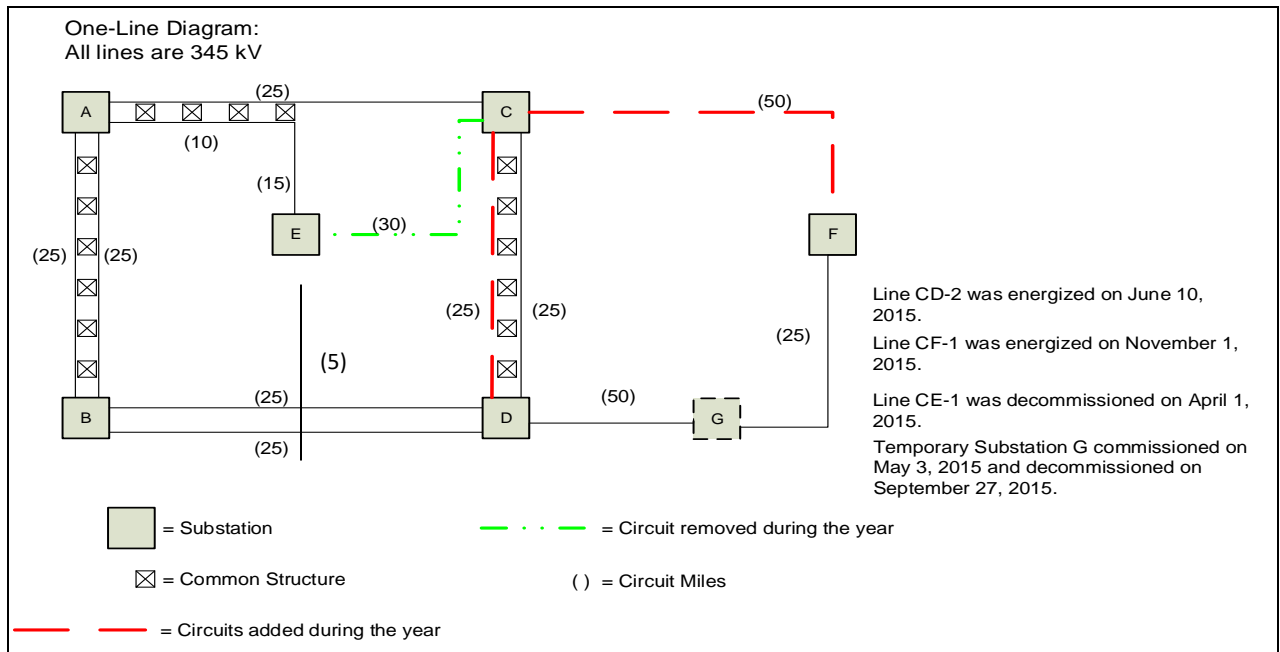 One-Line Diagram:
All lines are 345 kV
(25)
(50)
A
C
(10)
(15)
E
(30)
F
(25)
(25)
(25)
(25)
(25)
Line CD-2 was energized on June 10,
2015.
Line CF-1 was energized on November 1,
2015.
Line CE-1 was decommissioned on April 1,
2015.
Temporary Substation G commissioned on
May 3, 2015 and decommissioned on
September 27, 2015.
(5)
(25)
(50)
B
D
G
(25)
= Substation
= Circuit removed during the year
= Common Structure
( ) = Circuit Miles
= Circuits added during the year